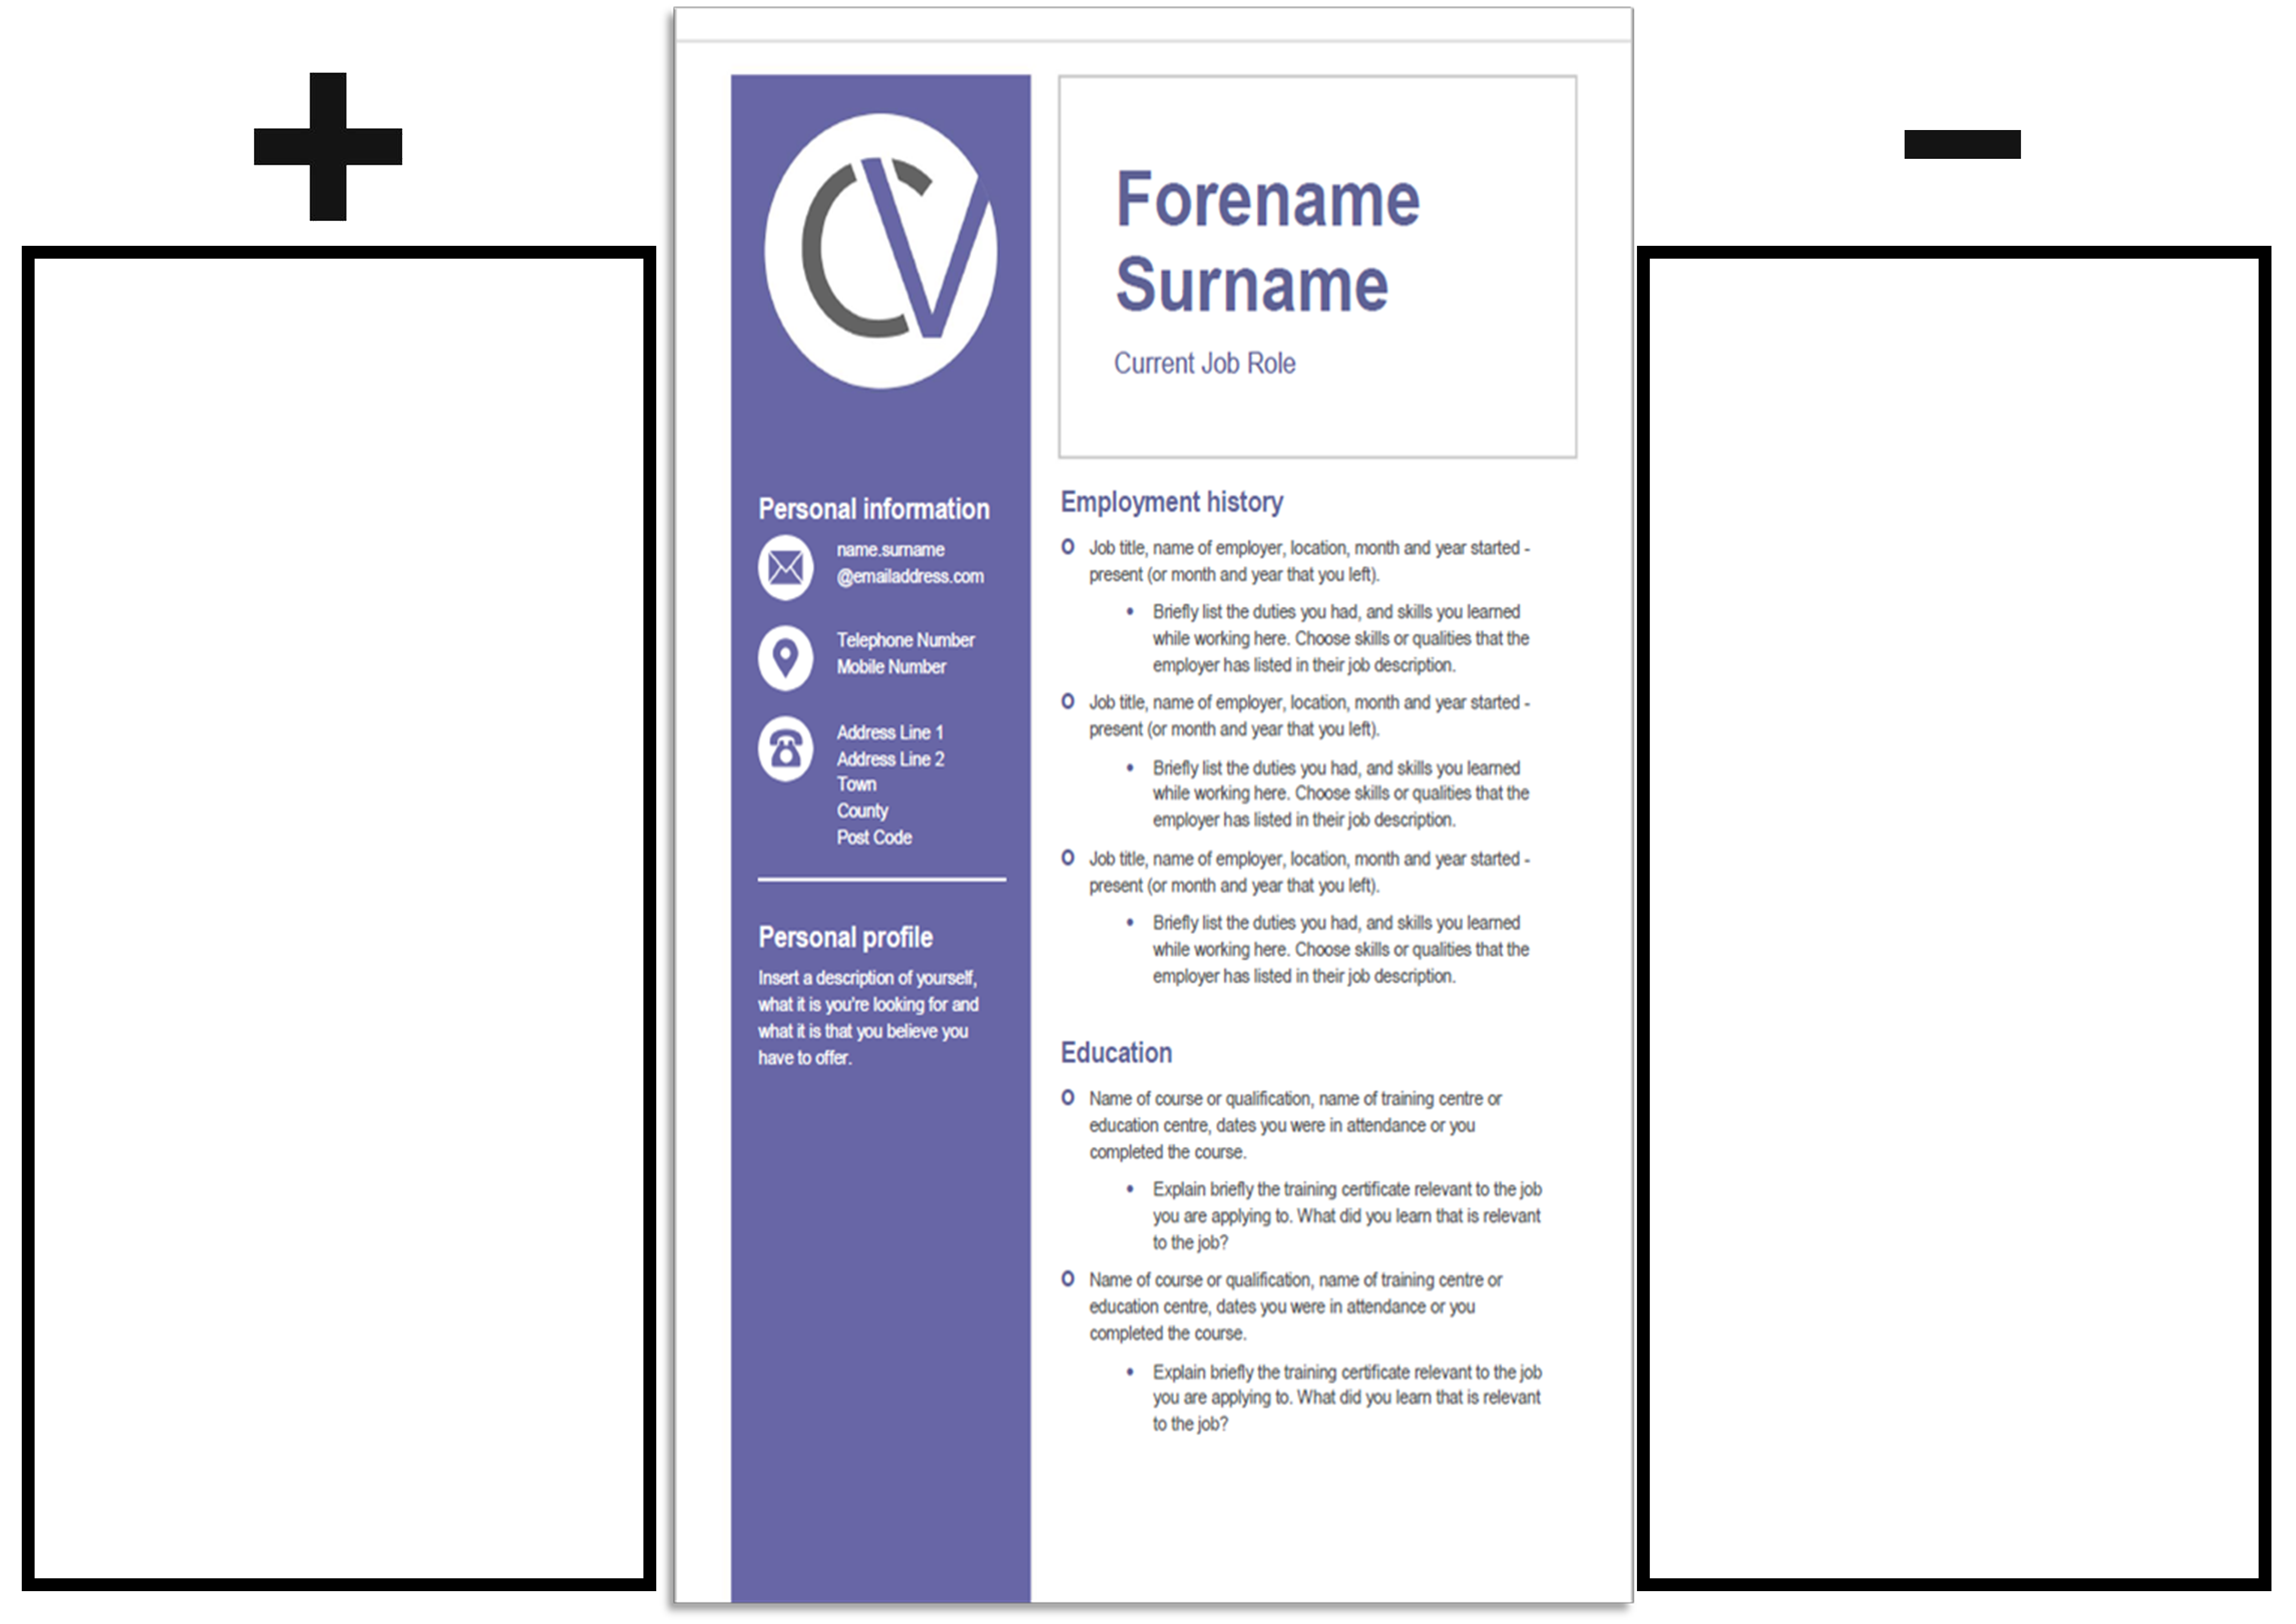 +
-
CV
Forename
Surname
Current Job Role
Personal information
name.surname
@emailaddress.com
Telephone Number
Mobile Number
Address Line 1
Address Line 2
Town
County
Post Code
Personal profile
Insert a description of yourself,
what it is you're looking for and
what it is that you believe you
have to offer.
Employment history
o Job title, name of employer, location, month and year started -
present (or month and year that you left).
• Briefly list the duties you had, and skills you learned
while working here. Choose skills or qualities that the
employer has listed in their job description.
o Job title, name of employer, location, month and year started -
present (or month and year that you left).
• Briefly list the duties you had, and skills you learned
while working here. Choose skills or qualities that the
employer has listed in their job description.
o Job title, name of employer, location, month and year started -
present (or month and year that you left).
• Briefly list the duties you had, and skills you learned
while working here. Choose skills or qualities that the
employer has listed in their job description.
Education
o Name of course or qualification, name of training centre or
education centre, dates you were in attendance or you
completed the course.
• Explain briefly the training certificate relevant to the job
you are applying to. What did you learn that is relevant
to the job?
o Name of course or qualification, name of training centre or
education centre, dates you were in attendance or you
completed the course.
• Explain briefly the training certificate relevant to the job
you are applying to. What did you learn that is relevant
to the job?